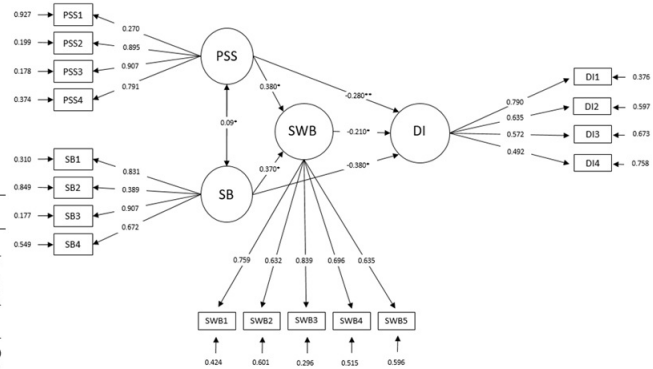 0.927 PSS1
0.270
0.199 PSS2
0.895
0.178 PSS3
0.907
0.374 PSS4
0.791
PSS
0.380*
-0.280**
0.09*
SWB
-0.210*
DI
0.370*
-0.380*
SB
0.310 SB1
0.831
0.849 SB2
0.389
0.177 SB3
0.907
0.549 SB4
0.672
0.790
DI1 0.376
0.635
DI2 0.597
0.572
DI3 0.673
0.492
DI4 0.758
0.759 0.632 0.839 0.696 0.635
SWB1 SWB2 SWB3 SWB4 SWB5
0.424 0.601 0.296 0.515 0.596